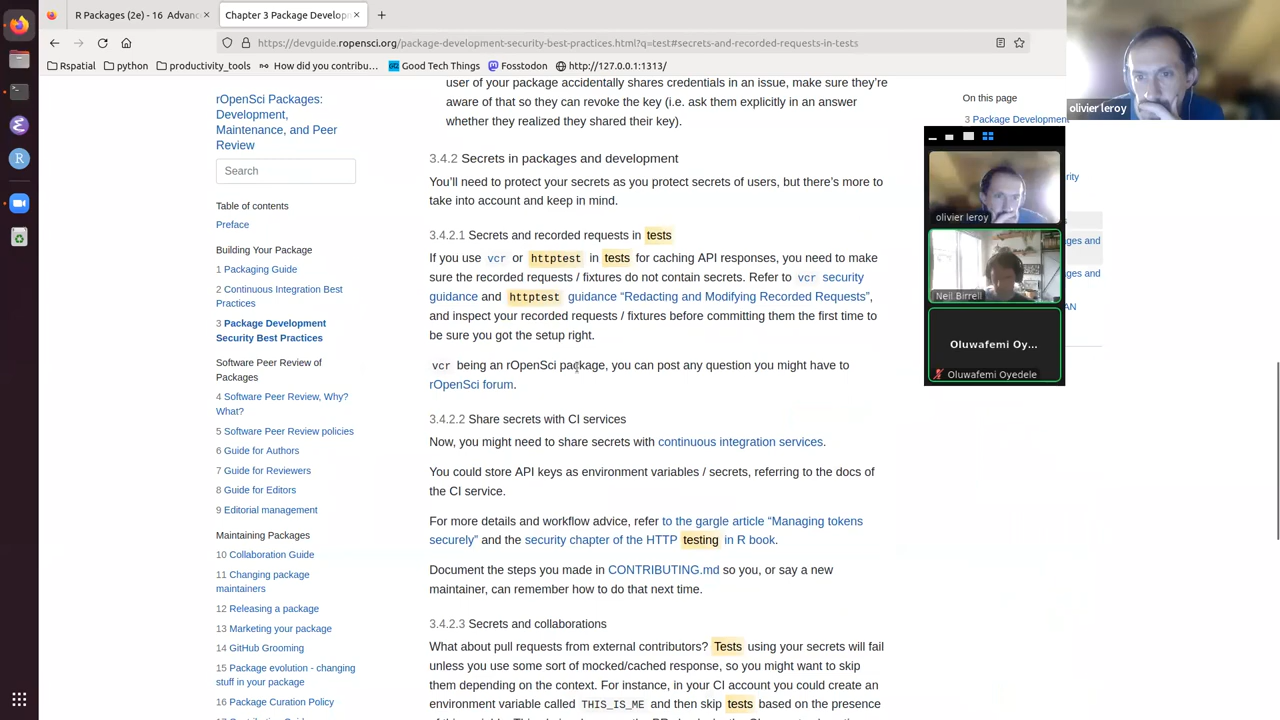 R Packages (2e) - 16 Advanc
Chapter 3 Package Develop
https://devguide.ropensci.org/package-development-security-best-practices.html?q=test#secrets-and-recorded-requests-in-tests
Rspatial
python
productivity_tools
How did you contribu…
Good Tech Things
Fosstodon
http://127.0.0.1:1313/
olivier leroy
rOpenSci Packages:
Development,
Maintenance, and Peer
Review
Search
Table of contents
Preface
Building Your Package
1 Packaging Guide
2 Continuous Integration Best
Practices
3 Package Development
Security Best Practices
Software Peer Review of
Packages
4 Software Peer Review, Why?
What?
5 Software Peer Review policies
6 Guide for Authors
7 Guide for Reviewers
8 Guide for Editors
9 Editorial management
Maintaining Packages
10 Collaboration Guide
11 Changing package
maintainers
12 Releasing a package
13 Marketing your package
14 GitHub Grooming
15 Package evolution - changing
stuff in your package
16 Package Curation Policy
user of your package accidentally shares credentials in an issue, make sure they’re
aware of that so they can revoke the key (i.e. ask them explicitly in an answer
whether they realized they shared their key).
3.4.2 Secrets in packages and development
You’ll need to protect your secrets as you protect secrets of users, but there’s more to
take into account and keep in mind.
3.4.2.1 Secrets and recorded requests in tests
If you use vcr or httptest in tests for caching API responses, you need to make
sure the recorded requests / fixtures do not contain secrets. Refer to vcr security
guidance and httptest guidance “Redacting and Modifying Recorded Requests”,
and inspect your recorded requests / fixtures before committing them the first time to
be sure you got the setup right.
vcr being an rOpenSci package, you can post any question you might have to
rOpenSci forum.
3.4.2.2 Share secrets with CI services
Now, you might need to share secrets with continuous integration services.
You could store API keys as environment variables / secrets, referring to the docs of
the CI service.
For more details and workflow advice, refer to the gargle article “Managing tokens
securely” and the security chapter of the HTTP testing in R book.
Document the steps you made in CONTRIBUTING.md so you, or say a new
maintainer, can remember how to do that next time.
3.4.2.3 Secrets and collaborations
What about pull requests from external contributors? Tests using your secrets will fail
unless you use some sort of mocked/cached response, so you might want to skip
them depending on the context. For instance, in your CI account you could create an
environment variable called THIS_IS_ME and then skip tests based on the presence
On this page
3 Package Development
ity
ges and
ges and
AN
olivier leroy
Neil Birrell
Oluwafemi Oy...
Oluwafemi Oyedele